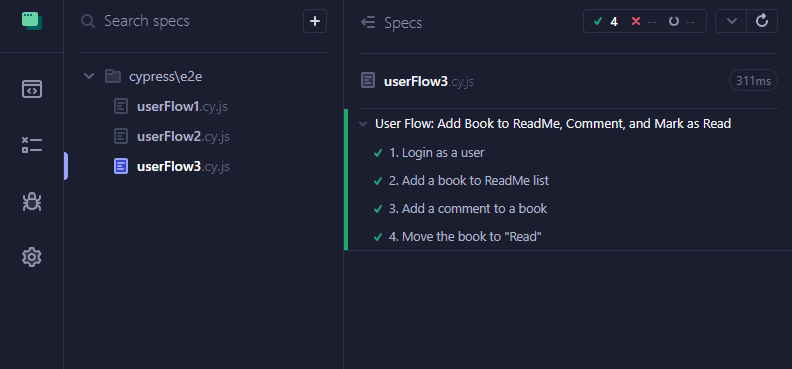 Search specs
+
cypress\e2e
userFlow1.cy.js
userFlow2.cy.js
userFlow3.cy.js
Specs
4 -- --
userFlow3.cy.js
311ms
User Flow: Add Book to ReadMe, Comment, and Mark as Read
1. Login as a user
2. Add a book to ReadMe list
3. Add a comment to a book
4. Move the book to "Read"